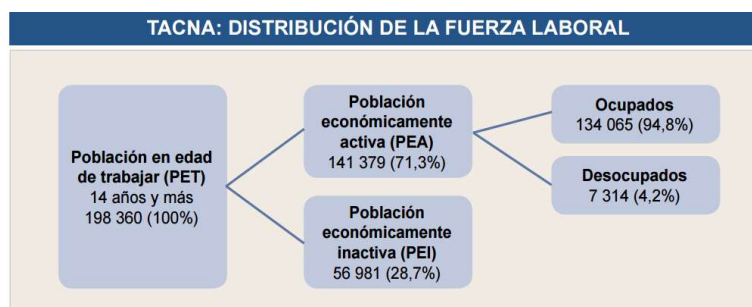 TACNA: DISTRIBUCIÓN DE LA FUERZA LABORAL
Población en edad
de trabajar (PET)
14 años y más
198 360 (100%)
Población
económicamente
activa (PEA)
141 379 (71,3%)
Población
económicamente
inactiva (PEI)
56 981 (28,7%)
Ocupados
134 065 (94,8%)
Desocupados
7 314 (4,2%)